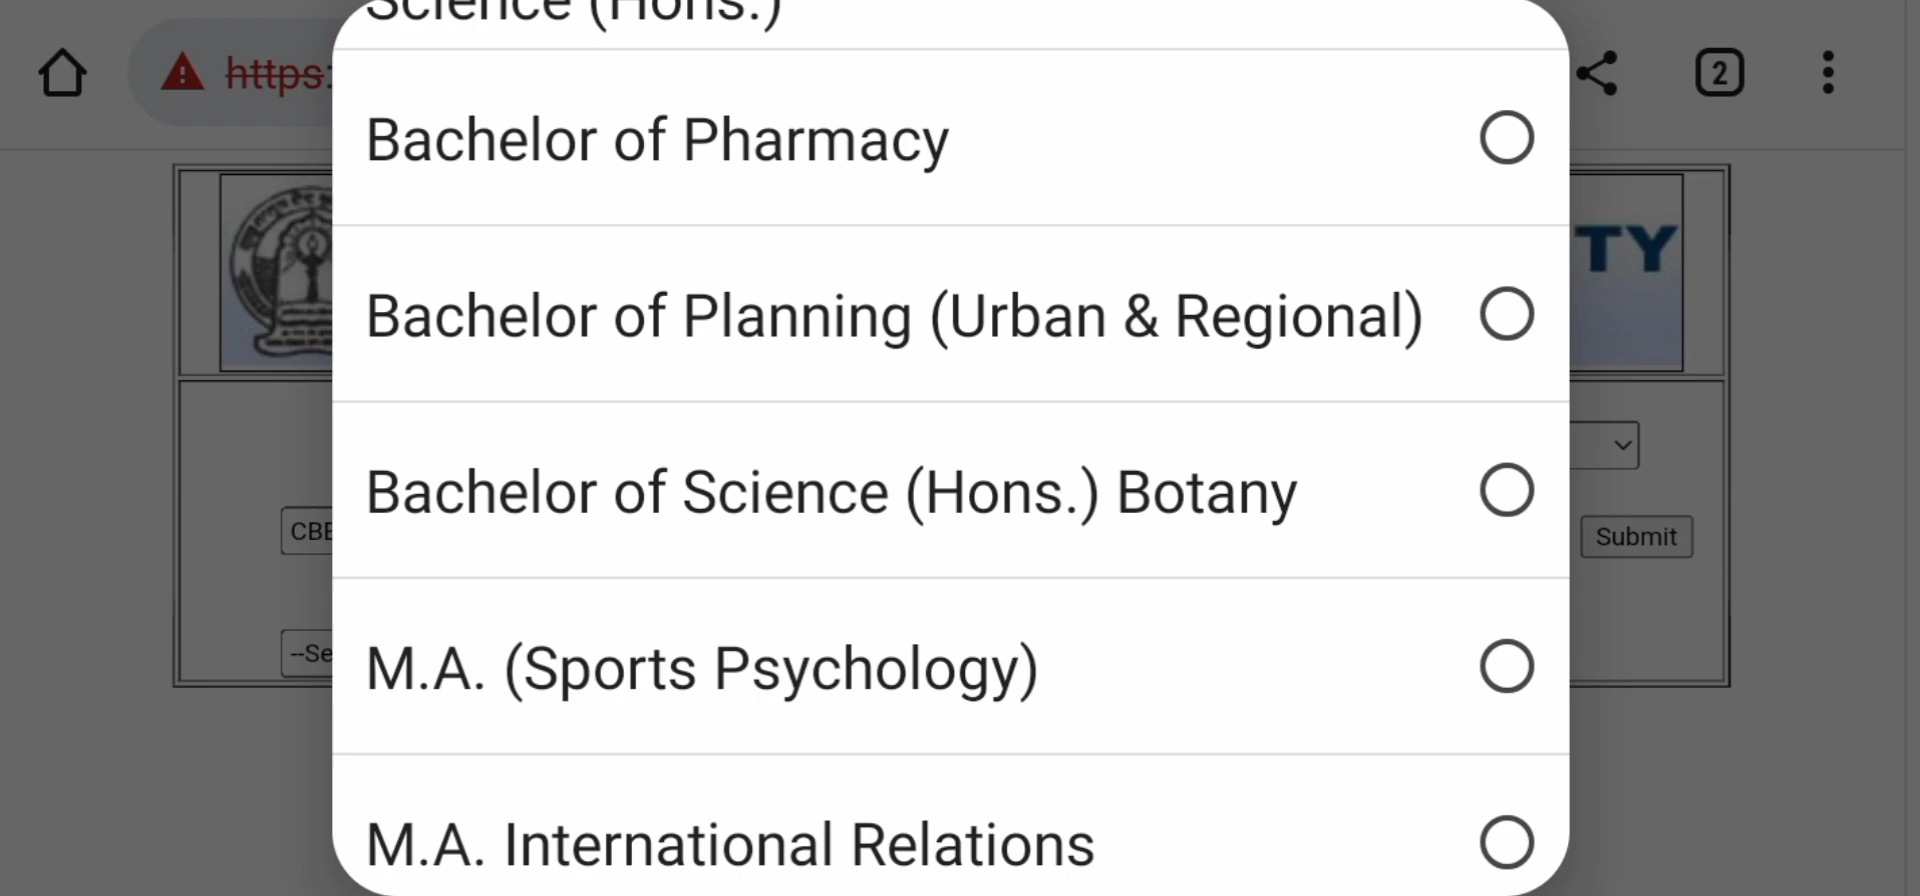 Science (Hons.)
https:
2
Bachelor of Pharmacy
TY
Bachelor of Planning (Urban & Regional)
Bachelor of Science (Hons.) Botany
CBE
Submit
--Se
M.A. (Sports Psychology)
M.A. International Relations